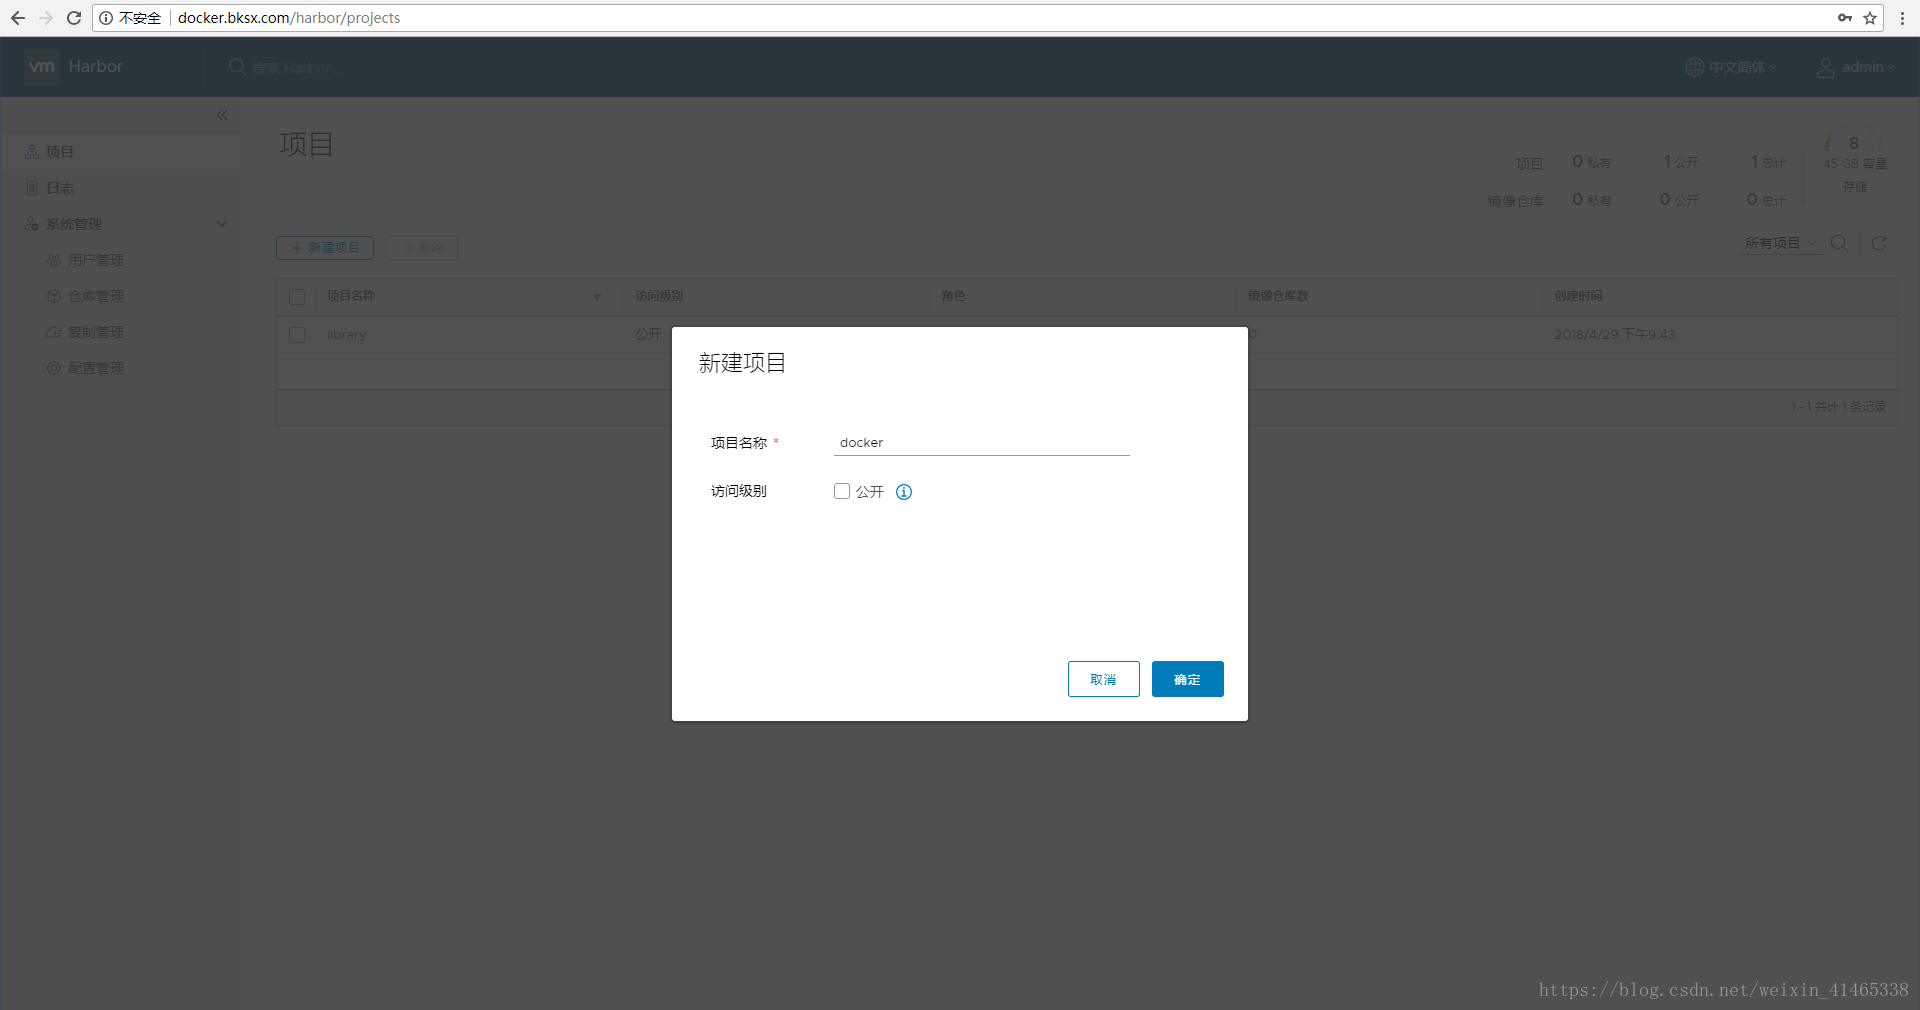 不安全 docker.bksx.com/harbor/projects
vm Harbor 搜索 Harbor... 中文简体 admin
项目
日志
系统管理
用户管理
仓库管理
复制管理
配置管理
项目
项目 0 私有 1 公开 1 总计
镜像仓库 0 私有 0 公开 0 总计
8
45 GB 容量
存储
新建项目 删除 所有项目
项目名称 访问级别 角色 镜像仓库数 创建时间
library 公开 0 2018/4/29 下午9:43
1 - 1 共计 1 条记录
新建项目
项目名称 * docker
访问级别 公开
取消 确定
https://blog.csdn.net/weixin_41465338